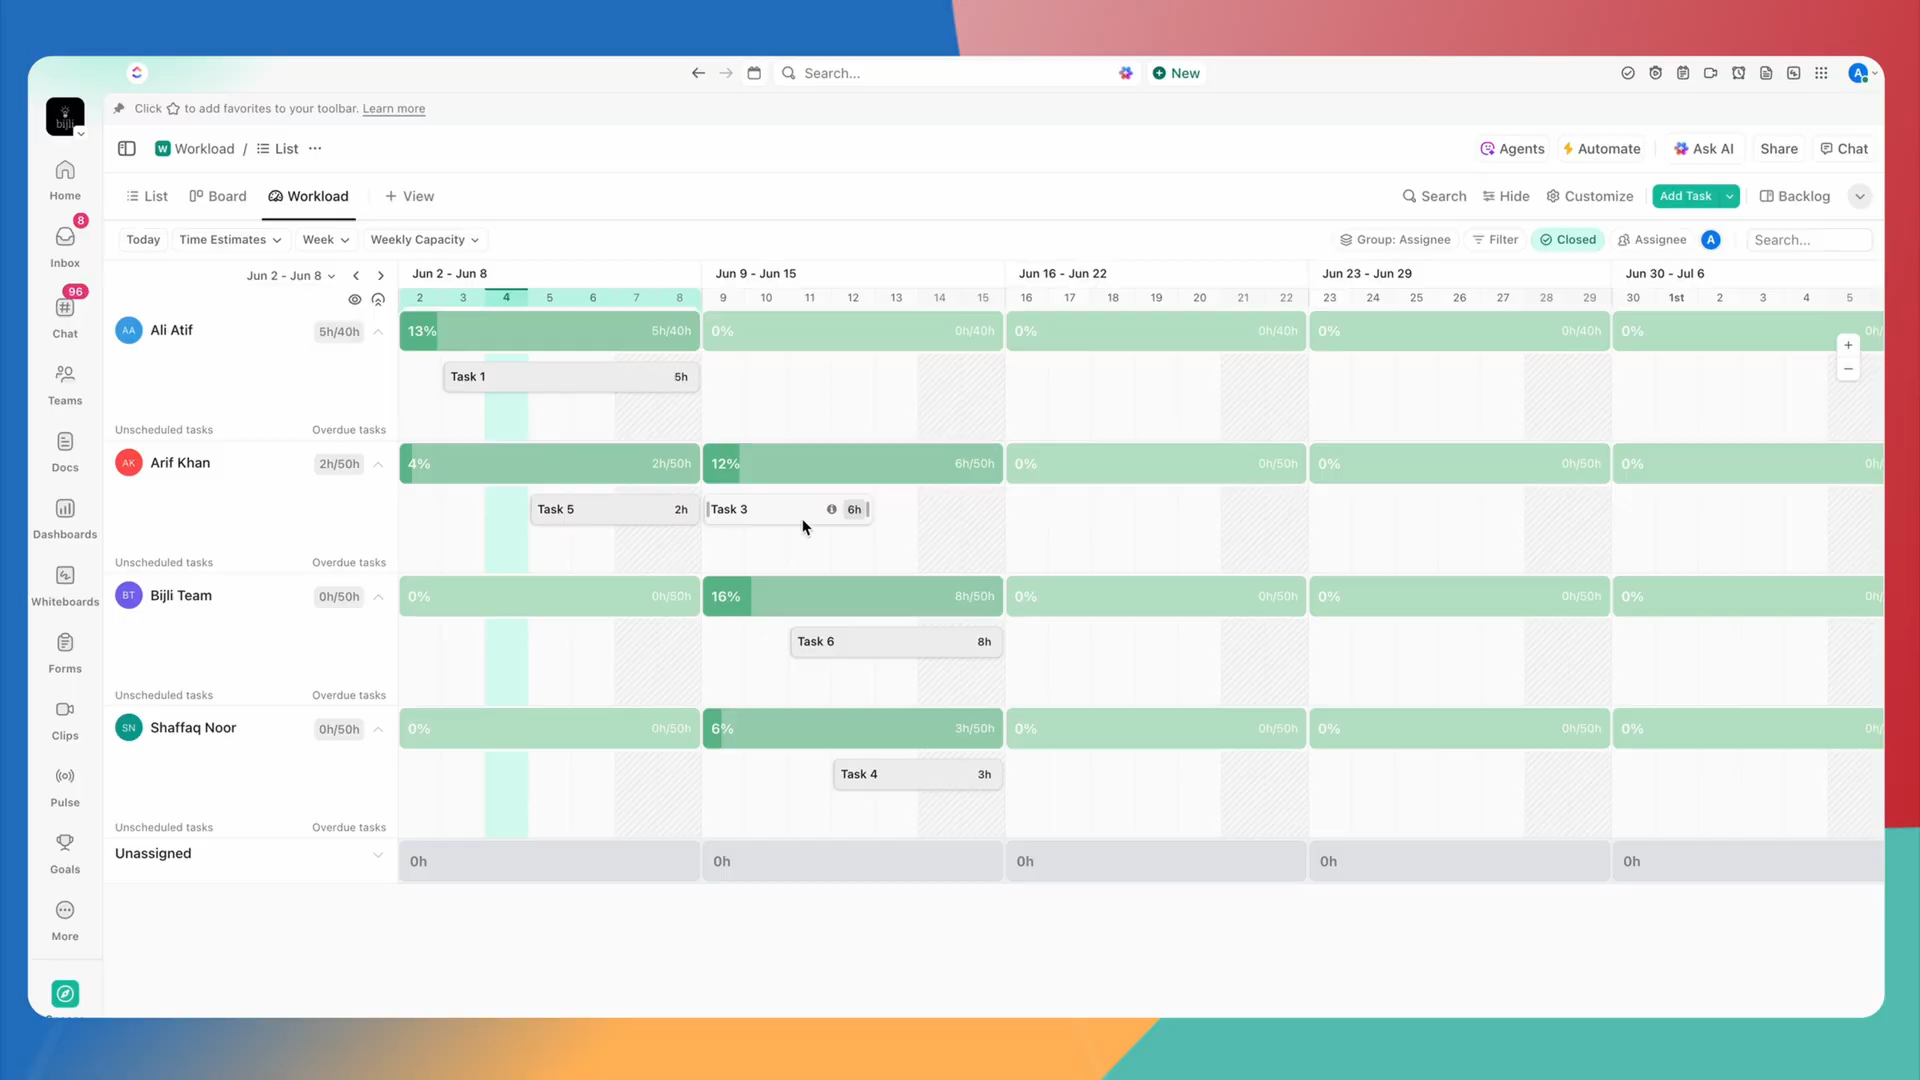 Search...
New
A
bijli
Click to add favorites to your toolbar. Learn more
W Workload / List ...
Agents
Automate
Ask AI
Share
Chat
List
Board
Workload
+ View
Search
Hide
Customize
Add Task
Backlog
Today
Time Estimates
Week
Weekly Capacity
Group: Assignee
Filter
Closed
Assignee
A
Search...
Home
8
Inbox
96
Chat
Teams
Docs
Dashboards
Whiteboards
Forms
Clips
Pulse
Goals
More
Jun 2 - Jun 8
Jun 2 - Jun 8 Jun 9 - Jun 15 Jun 16 - Jun 22 Jun 23 - Jun 29 Jun 30 - Jul 6
2 3 4 5 6 7 8 9 10 11 12 13 14 15 16 17 18 19 20 21 22 23 24 25 26 27 28 29 30 1st 2 3 4 5
AA Ali Atif 5h/40h
13% 5h/40h 0% 0h/40h 0% 0h/40h 0% 0h/40h 0% 0h/
+
−
Task 1 5h
Unscheduled tasks Overdue tasks
AK Arif Khan 2h/50h
4% 2h/50h 12% 6h/50h 0% 0h/50h 0% 0h/50h 0% 0h/
Task 5 2h Task 3 6h
Unscheduled tasks Overdue tasks
BT Bijli Team 0h/50h
0% 0h/50h 16% 8h/50h 0% 0h/50h 0% 0h/50h 0% 0h/
Task 6 8h
Unscheduled tasks Overdue tasks
SN Shaffaq Noor 0h/50h
0% 0h/50h 6% 3h/50h 0% 0h/50h 0% 0h/50h 0% 0h/
Task 4 3h
Unscheduled tasks Overdue tasks
Unassigned
0h 0h 0h 0h 0h